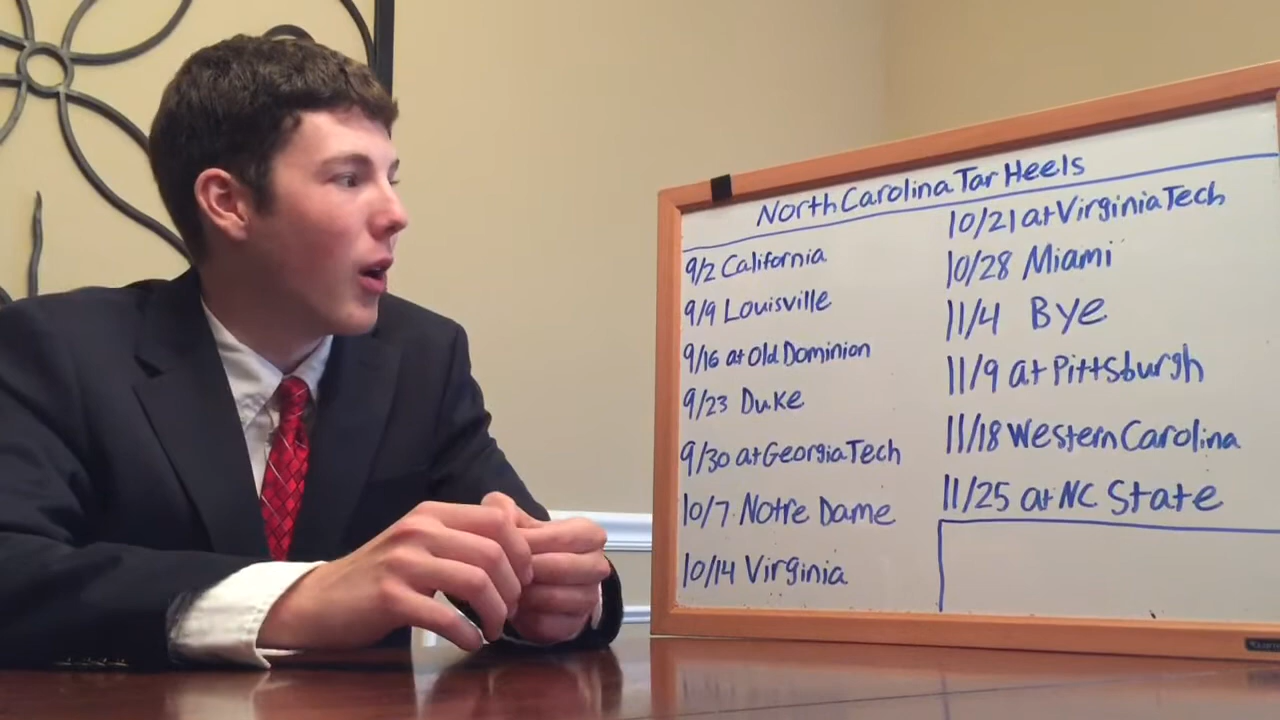 North Carolina Tar Heels
9/2 California
9/9 Louisville
9/16 at Old Dominion
9/23 Duke
9/30 at Georgia Tech
10/7 Notre Dame
10/14 Virginia
10/21 at Virginia Tech
10/28 Miami
11/4 Bye
11/9 at Pittsburgh
11/18 Western Carolina
11/25 at NC State